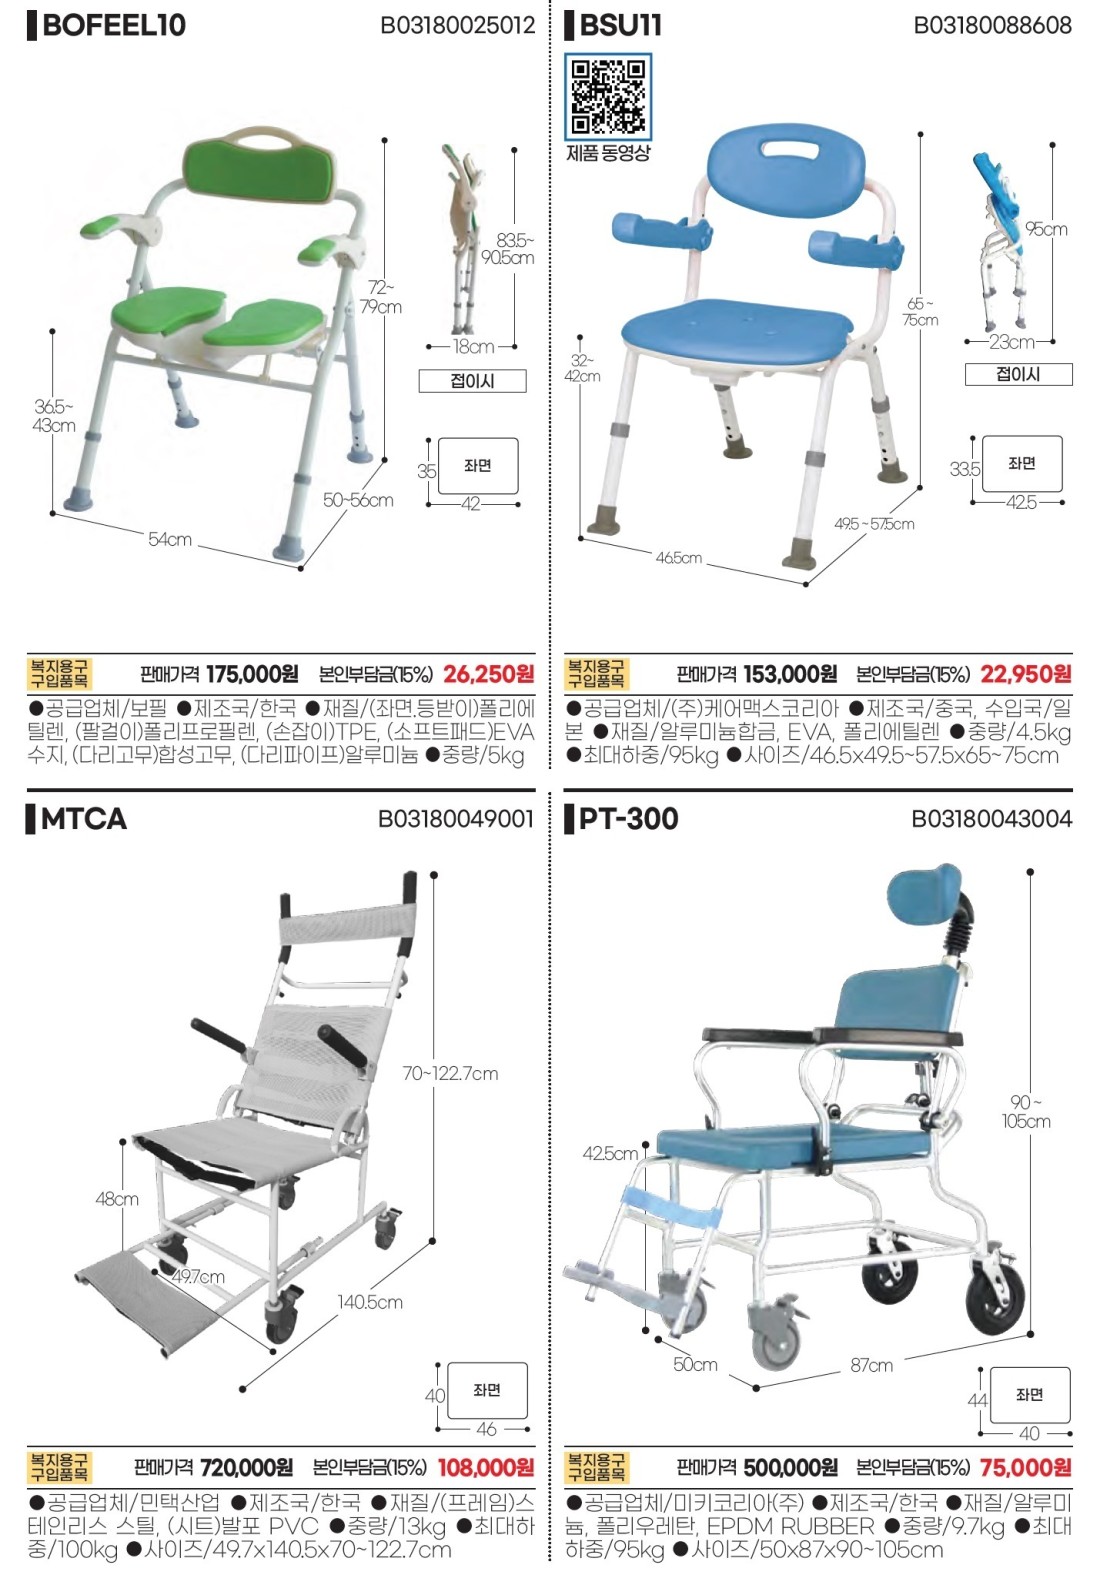 BOFEEL10
B03180025012
72~
79cm
83.5~
90.5cm
18cm
접이시
36.5~
43cm
35
좌면
42
50~56cm
54cm
복지용구
구입품목
판매가격 175,000원 본인부담금(15%) 26,250원
●공급업체/보필 ●제조국/한국 ●재질/(좌면.등받이)폴리에
틸렌, (팔걸이)폴리프로필렌, (손잡이)TPE, (소프트패드)EVA
수지, (다리고무)합성고무, (다리파이프)알루미늄 ●중량/5kg
BSU11
B03180088608
제품 동영상
95cm
65~
75cm
23cm
접이시
32~
42cm
33.5
좌면
42.5
49.5~57.5cm
46.5cm
복지용구
구입품목
판매가격 153,000원 본인부담금(15%) 22,950원
●공급업체/(주)케어맥스코리아 ●제조국/중국, 수입국/일
본 ●재질/알루미늄합금, EVA, 폴리에틸렌 ●중량/4.5kg
●최대하중/95kg ●사이즈/46.5x49.5~57.5x65~75cm
MTCA
B03180049001
70~122.7cm
48cm
49.7cm
140.5cm
40
좌면
46
복지용구
구입품목
판매가격 720,000원 본인부담금(15%) 108,000원
●공급업체/민택산업 ●제조국/한국 ●재질/(프레임)스
테인리스 스틸, (시트)발포 PVC ●중량/13kg ●최대하
중/100kg ●사이즈/49.7x140.5x70~122.7cm
PT-300
B03180043004
90~
105cm
42.5cm
50cm
87cm
44
좌면
40
복지용구
구입품목
판매가격 500,000원 본인부담금(15%) 75,000원
●공급업체/미키코리아(주) ●제조국/한국 ●재질/알루미
늄, 폴리우레탄, EPDM RUBBER ●중량/9.7kg ●최대
하중/95kg ●사이즈/50x87x90~105cm